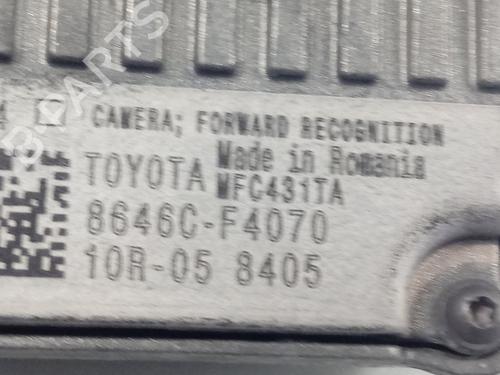 CAMERA; FORWARD RECOGNITION
Made in Romania
TOYOTA MFC431TA
8646C-F4070
10R-05 8405